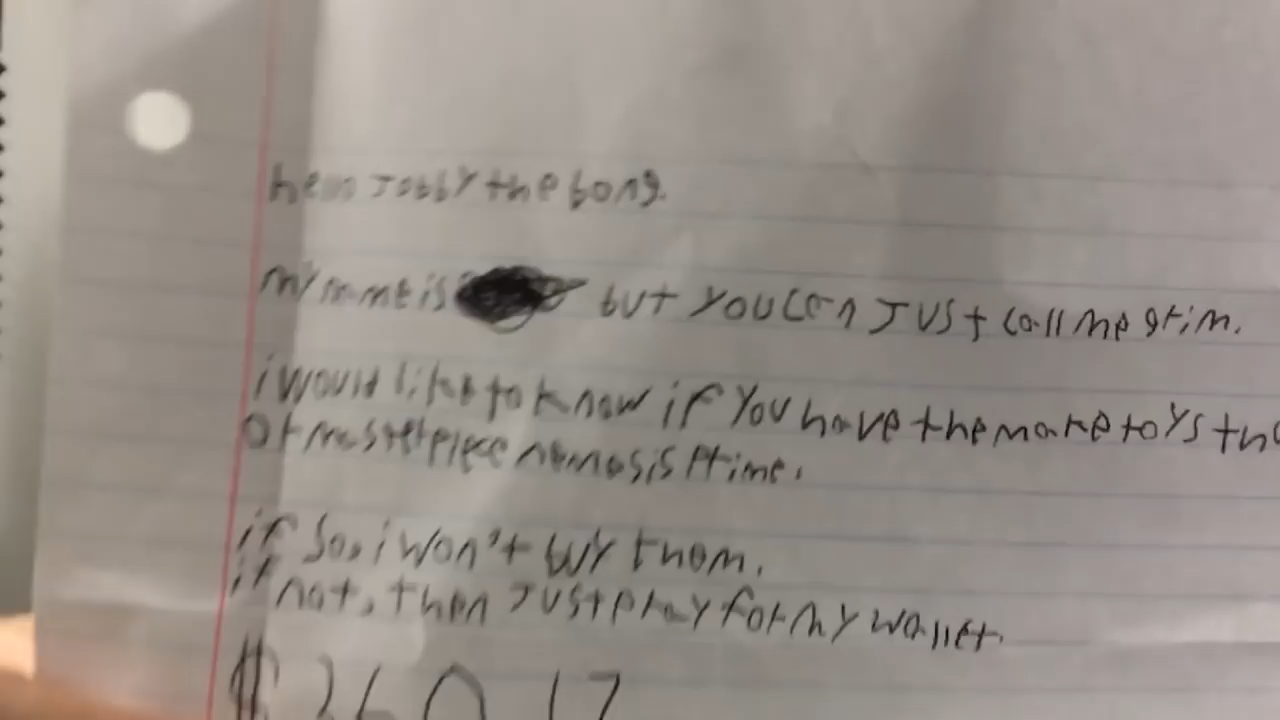 hello Jobby the bong.
my name is but you can Just call me grim.
i would like to know if You have the make toys
or masterpiece nemesis Prime.
if so, i won't buy them.
if not, then Just pray for my wallet.
$